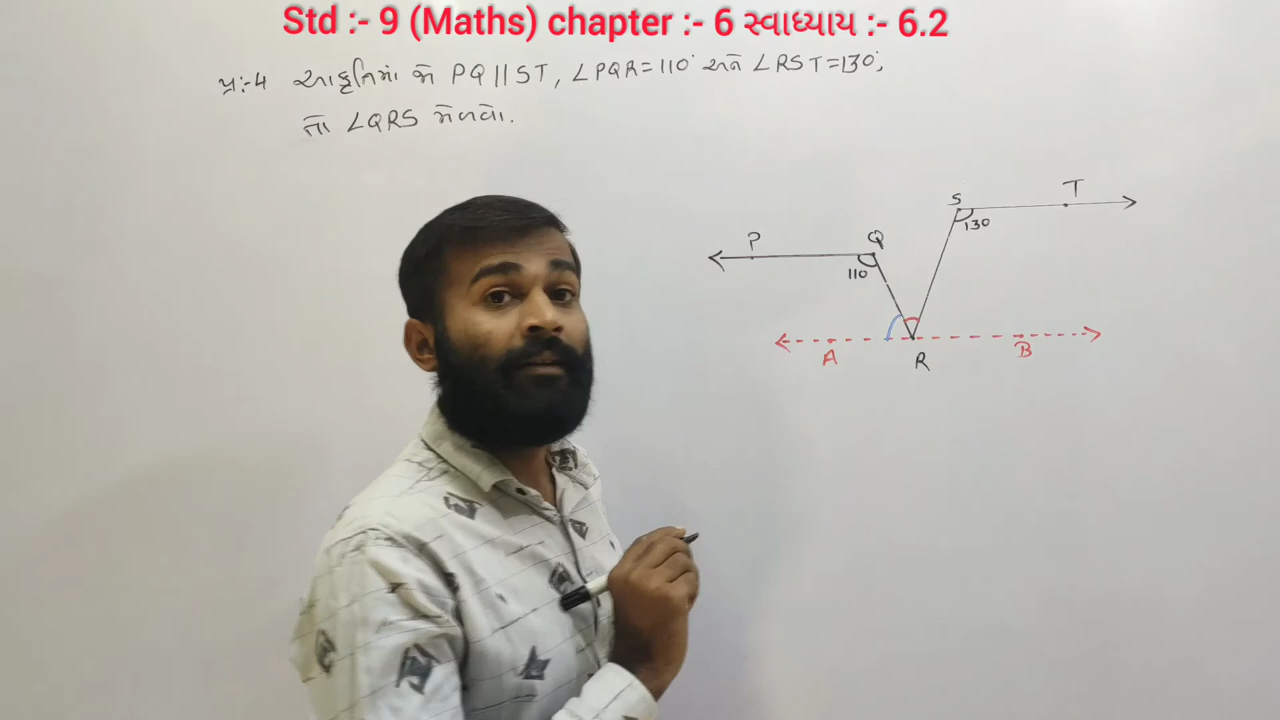 Std :- 9 (Maths) chapter :- 6 સ્વાધ્યાય :- 6.2
પ્ર:-4 આકૃતિમાં જો PQ || ST, ∠PQR=110° અને ∠RST=130°,
તો ∠QRS મેળવો.
S
T
130
P
Q
110
A
R
B